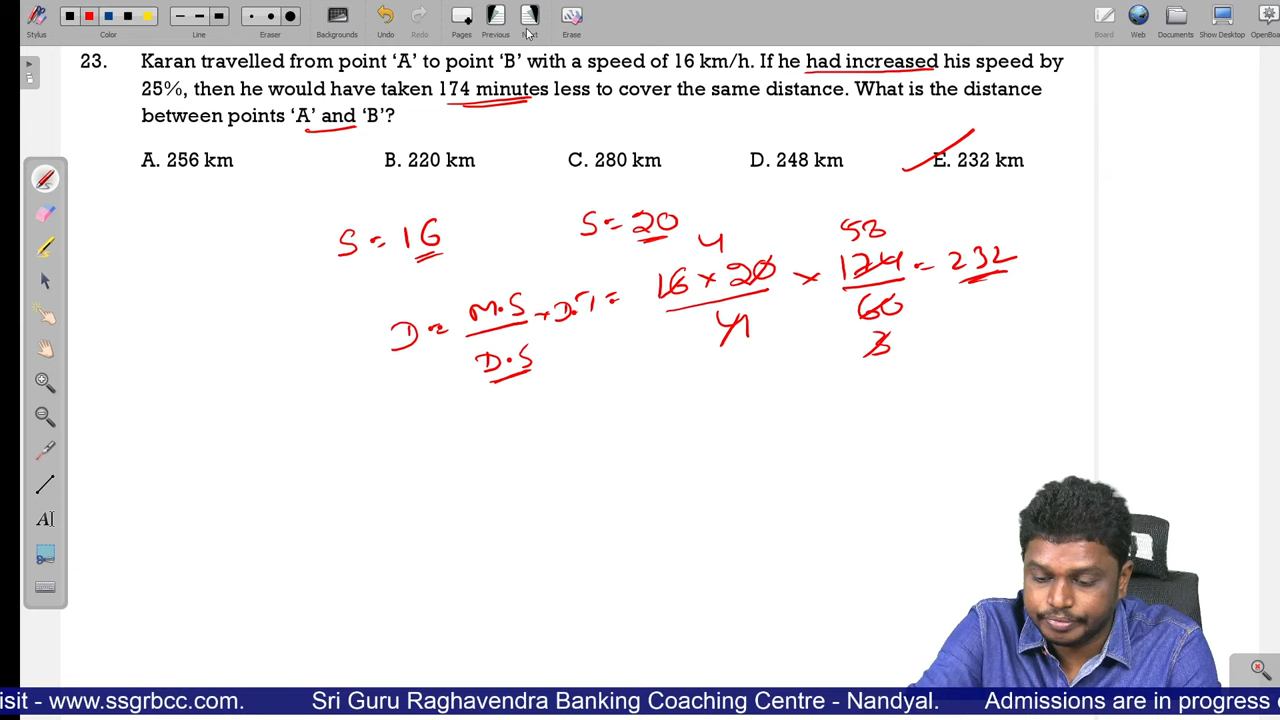 Stylus Color Line Eraser Backgrounds Undo Redo Pages Previous Next Erase Board Web Documents Show Desktop OpenBoa
23. Karan travelled from point ‘A’ to point ‘B’ with a speed of 16 km/h. If he had increased his speed by
25%, then he would have taken 174 minutes less to cover the same distance. What is the distance
between points ‘A’ and ‘B’?
A. 256 km B. 220 km C. 280 km D. 248 km E. 232 km
S = 16 S = 20
4 58
D = M.S / D.S × D.T = 16 × 20 / 4 × 174 / 60 = 232
3
AI
isit - www.ssgrbcc.com. Sri Guru Raghavendra Banking Coaching Centre - Nandyal. Admissions are in progress